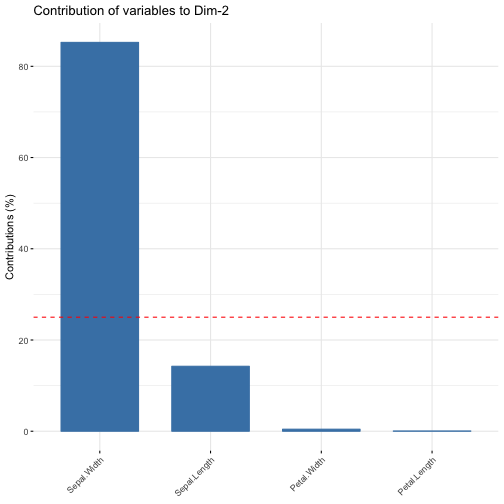 Contribution of variables to Dim-2
Contributions (%)
80
60
40
20
0
Sepal.Width
Sepal.Length
Petal.Width
Petal.Length